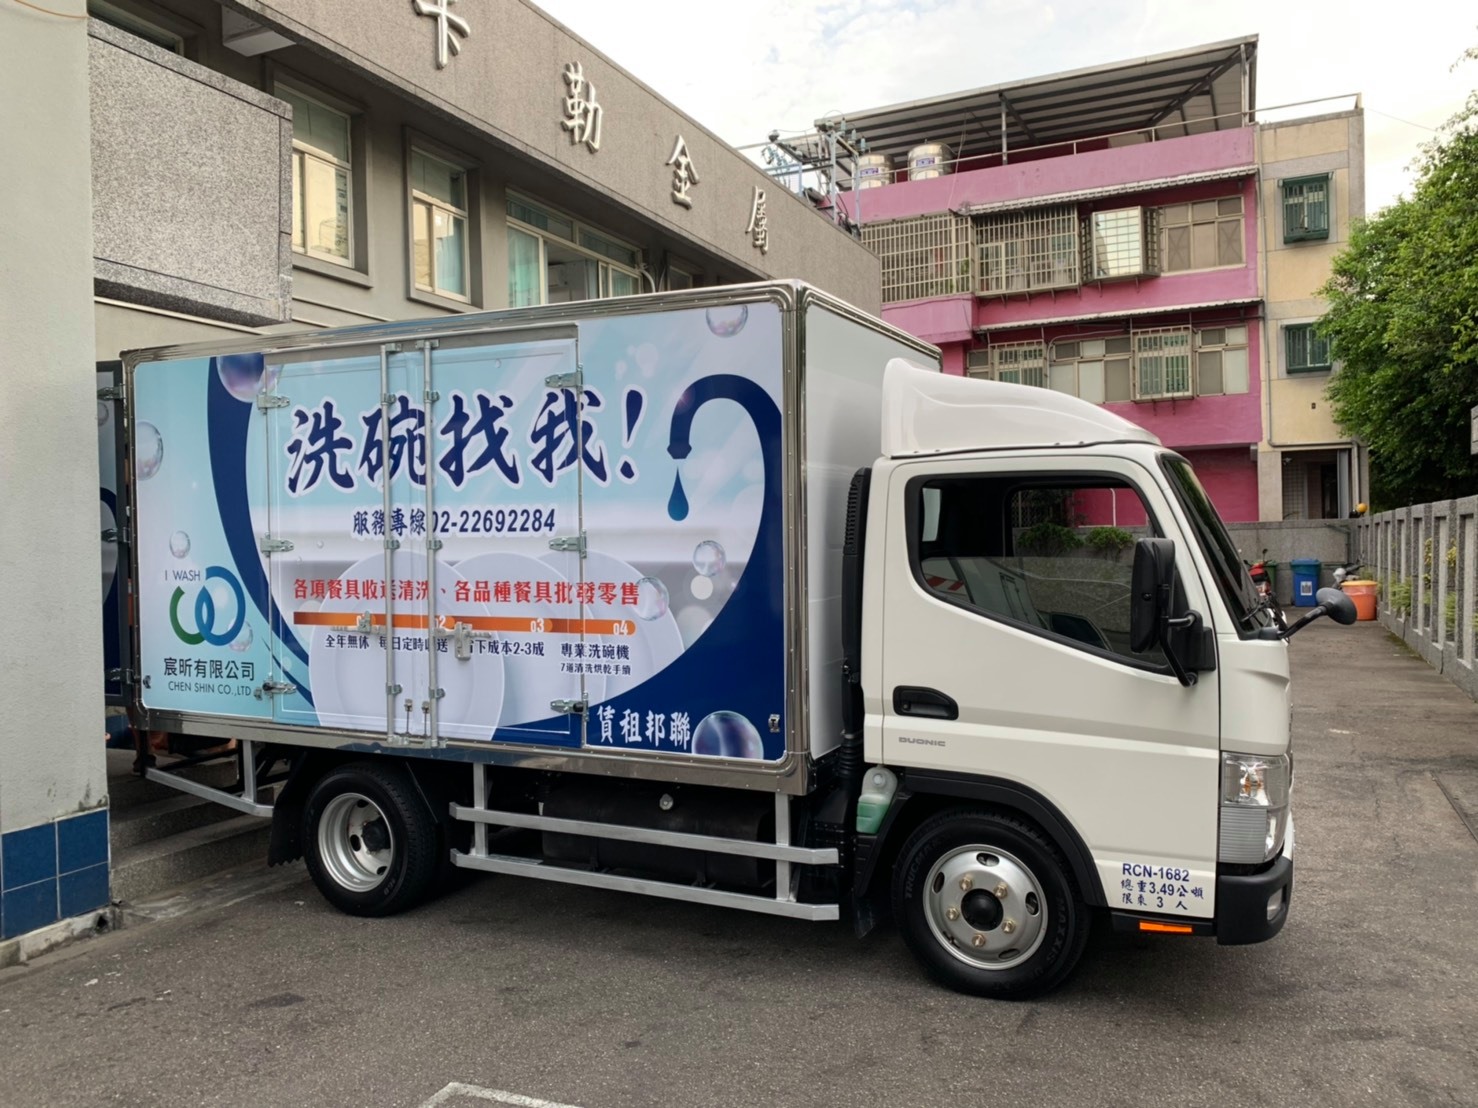 卡勒金屬
洗碗找我!
服務專線02-22692284
各項餐具收送清洗、各品種餐具批發零售
02 03 04
全年無休 每日定時收送 省下成本2-3成 專業洗碗機
7道清洗烘乾手續
I WASH
宸昕有限公司
CHEN SHIN CO.,LTD
賃租邦聯
DUONIC
RCN-1682
總重3,49公噸
限乘 3 人